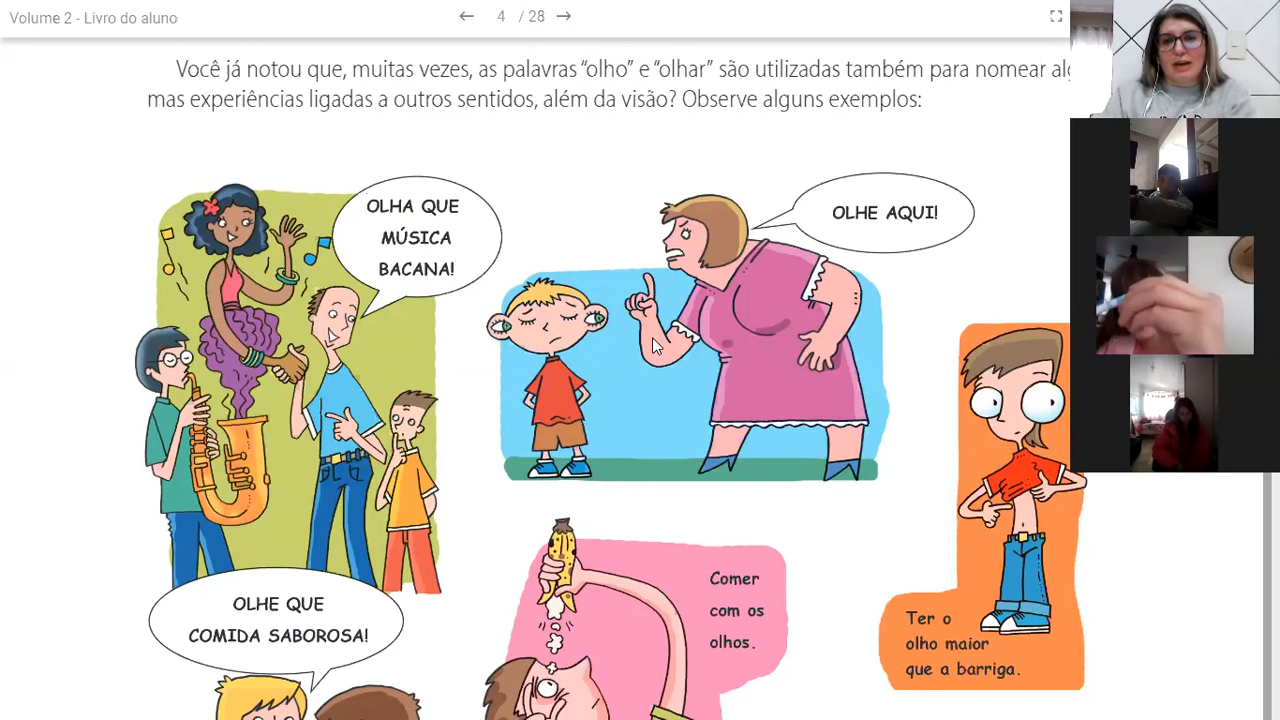 Volume 2 - Livro do aluno
4 / 28
Você já notou que, muitas vezes, as palavras "olho" e "olhar" são utilizadas também para nomear
mas experiências ligadas a outros sentidos, além da visão? Observe alguns exemplos:
OLHA QUE
MÚSICA
BACANA!
OLHE AQUI!
OLHE QUE
COMIDA SABOROSA!
Comer
com os
olhos.
Ter o
olho maior
que a barriga.